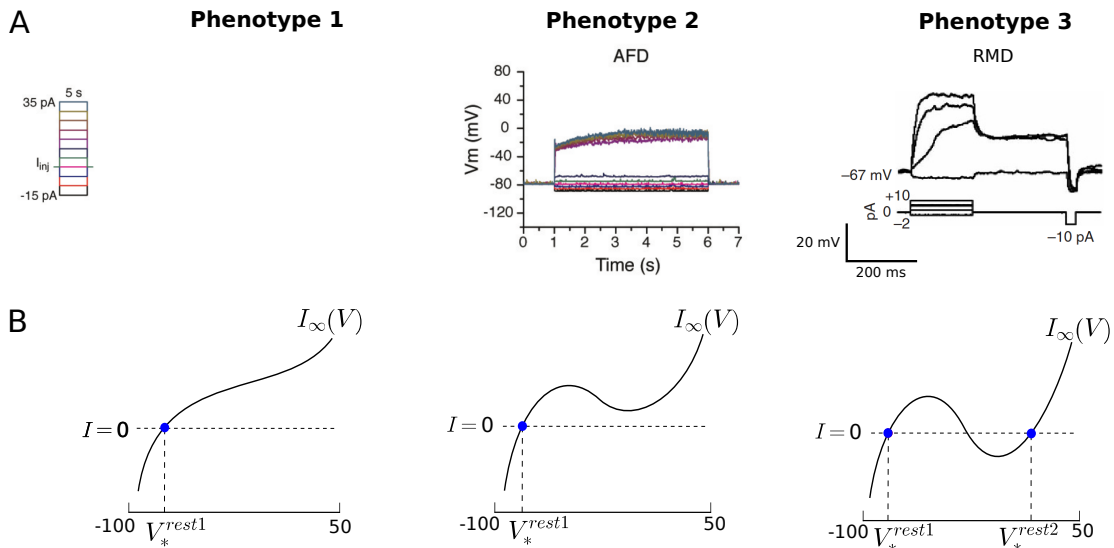 A
Phenotype 1
Phenotype 2
Phenotype 3
AFD
RMD
5 s
35 pA
I_inj
-15 pA
Vm (mV)
80
40
0
-40
-80
-120
0 1 2 3 4 5 6 7
Time (s)
−67 mV
pA
+10
0
−2
−10 pA
20 mV
200 ms
B
I∞(V)
I=0
-100
V*^rest1
50
I∞(V)
I=0
-100
V*^rest1
50
I∞(V)
I=0
-100
V*^rest1
V*^rest2
50